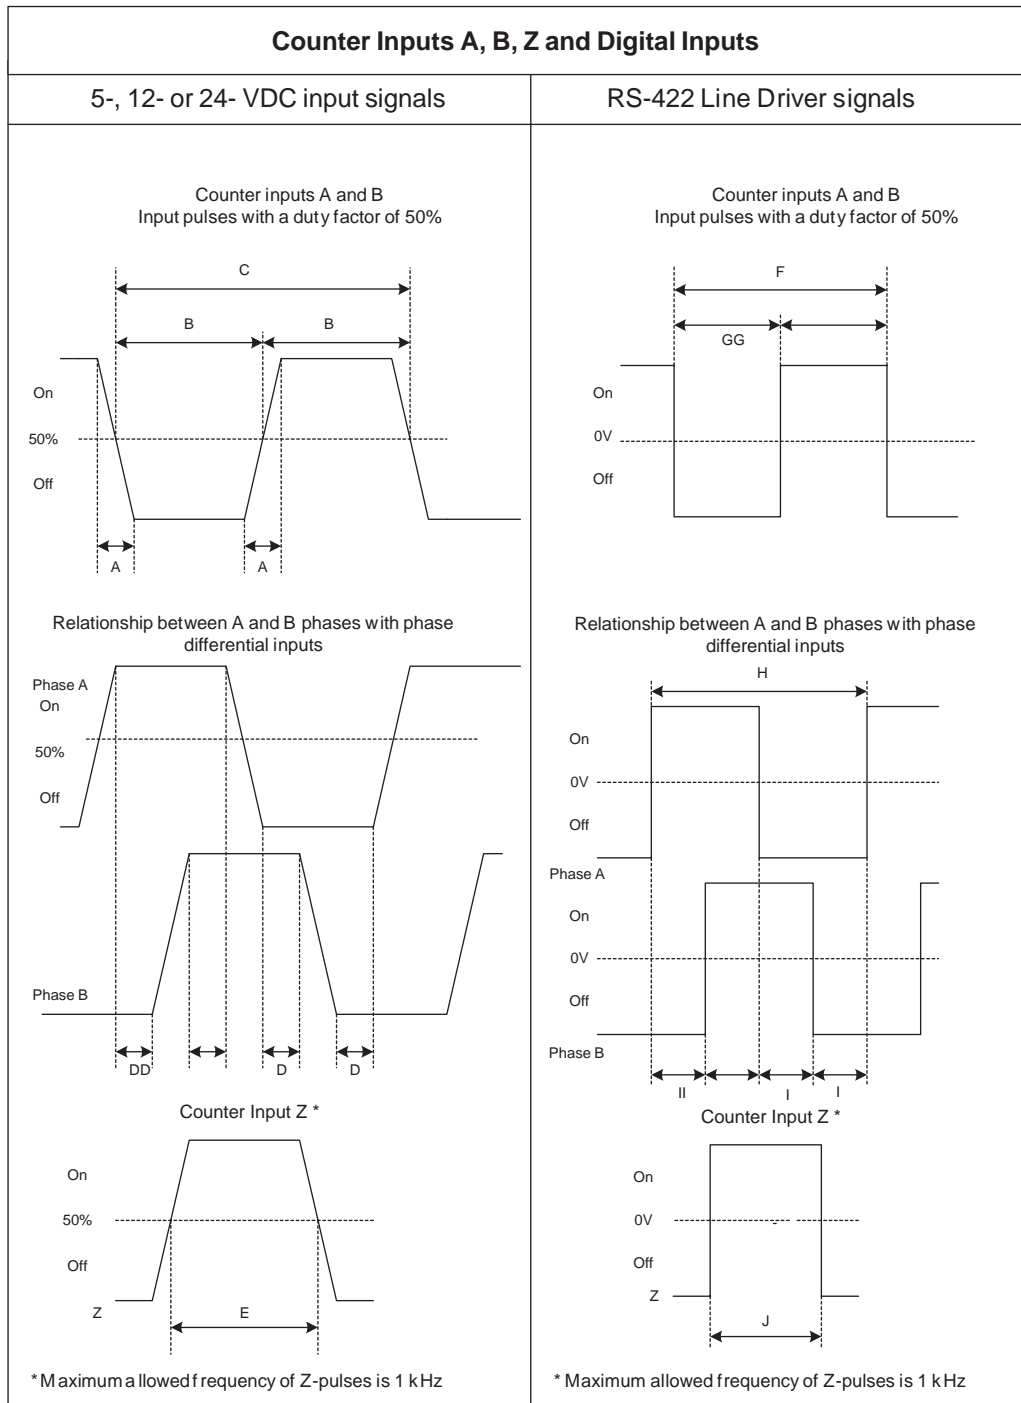 Counter Inputs A, B, Z and Digital Inputs
5-, 12- or 24- VDC input signals
Counter inputs A and B
Input pulses with a duty factor of 50%
C
B B
On
50%
Off
A A
Relationship between A and B phases with phase
differential inputs
Phase A
On
50%
Off
Phase B
DD D D
Counter Input Z *
On
50%
Off
Z
E
* Maximum allowed frequency of Z-pulses is 1 kHz
RS-422 Line Driver signals
Counter inputs A and B
Input pulses with a duty factor of 50%
F
GG
On
0V
Off
Relationship between A and B phases with phase
differential inputs
H
On
0V
Off
Phase A
On
0V
Off
Phase B
II I I
Counter Input Z *
On
0V
Off
Z
J
* Maximum allowed frequency of Z-pulses is 1 kHz